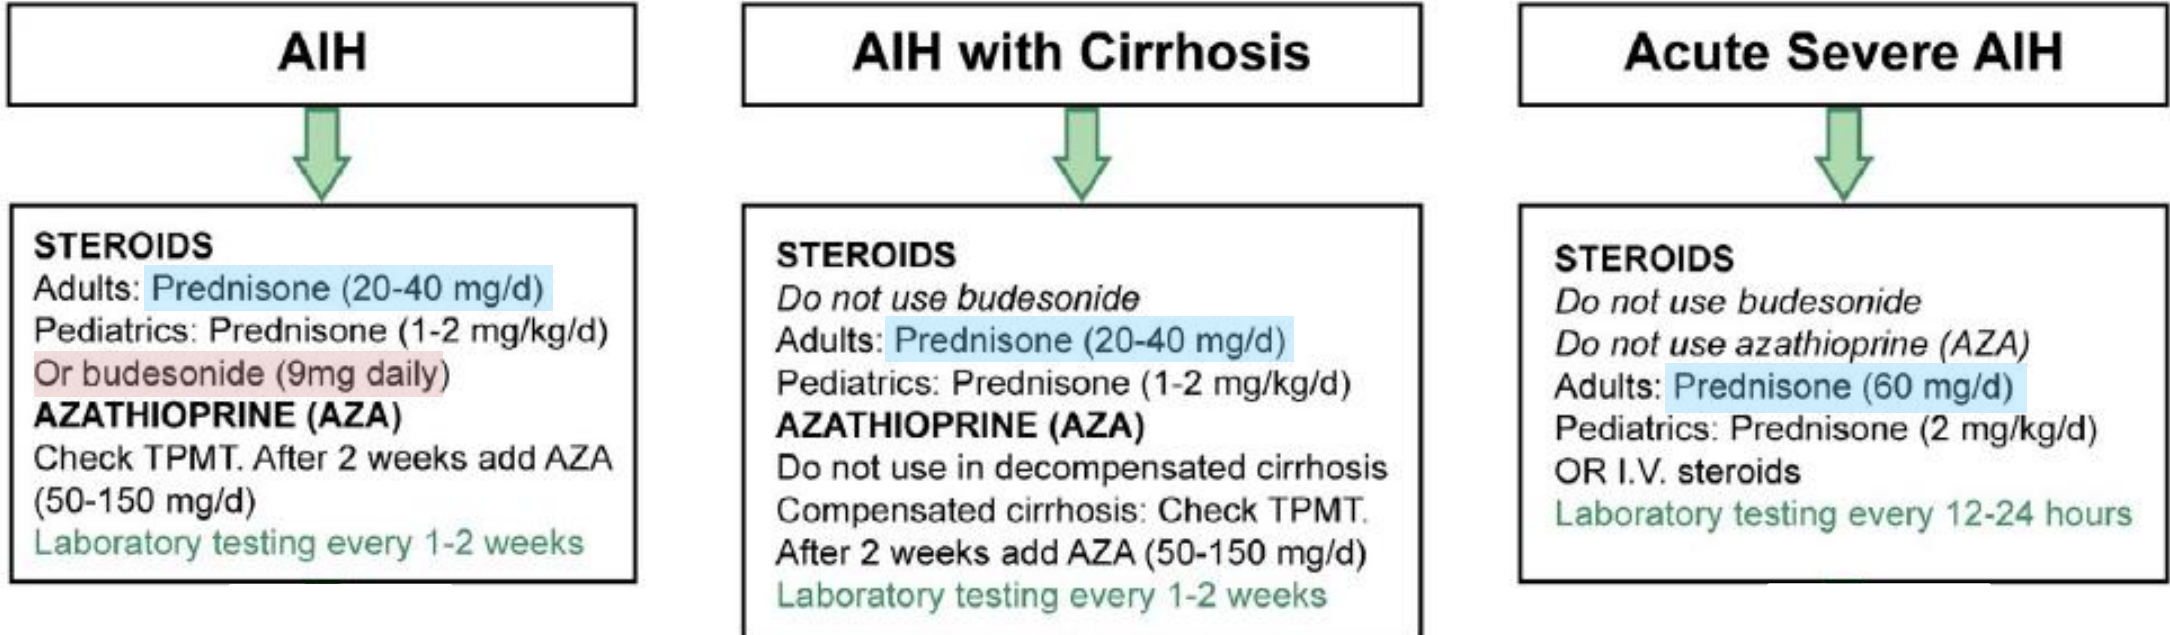 AIH
STEROIDS
Adults: Prednisone (20-40 mg/d)
Pediatrics: Prednisone (1-2 mg/kg/d)
Or budesonide (9mg daily)
AZATHIOPRINE (AZA)
Check TPMT. After 2 weeks add AZA
(50-150 mg/d)
Laboratory testing every 1-2 weeks
AIH with Cirrhosis
STEROIDS
Do not use budesonide
Adults: Prednisone (20-40 mg/d)
Pediatrics: Prednisone (1-2 mg/kg/d)
AZATHIOPRINE (AZA)
Do not use in decompensated cirrhosis
Compensated cirrhosis: Check TPMT.
After 2 weeks add AZA (50-150 mg/d)
Laboratory testing every 1-2 weeks
Acute Severe AIH
STEROIDS
Do not use budesonide
Do not use azathioprine (AZA)
Adults: Prednisone (60 mg/d)
Pediatrics: Prednisone (2 mg/kg/d)
OR I.V. steroids
Laboratory testing every 12-24 hours